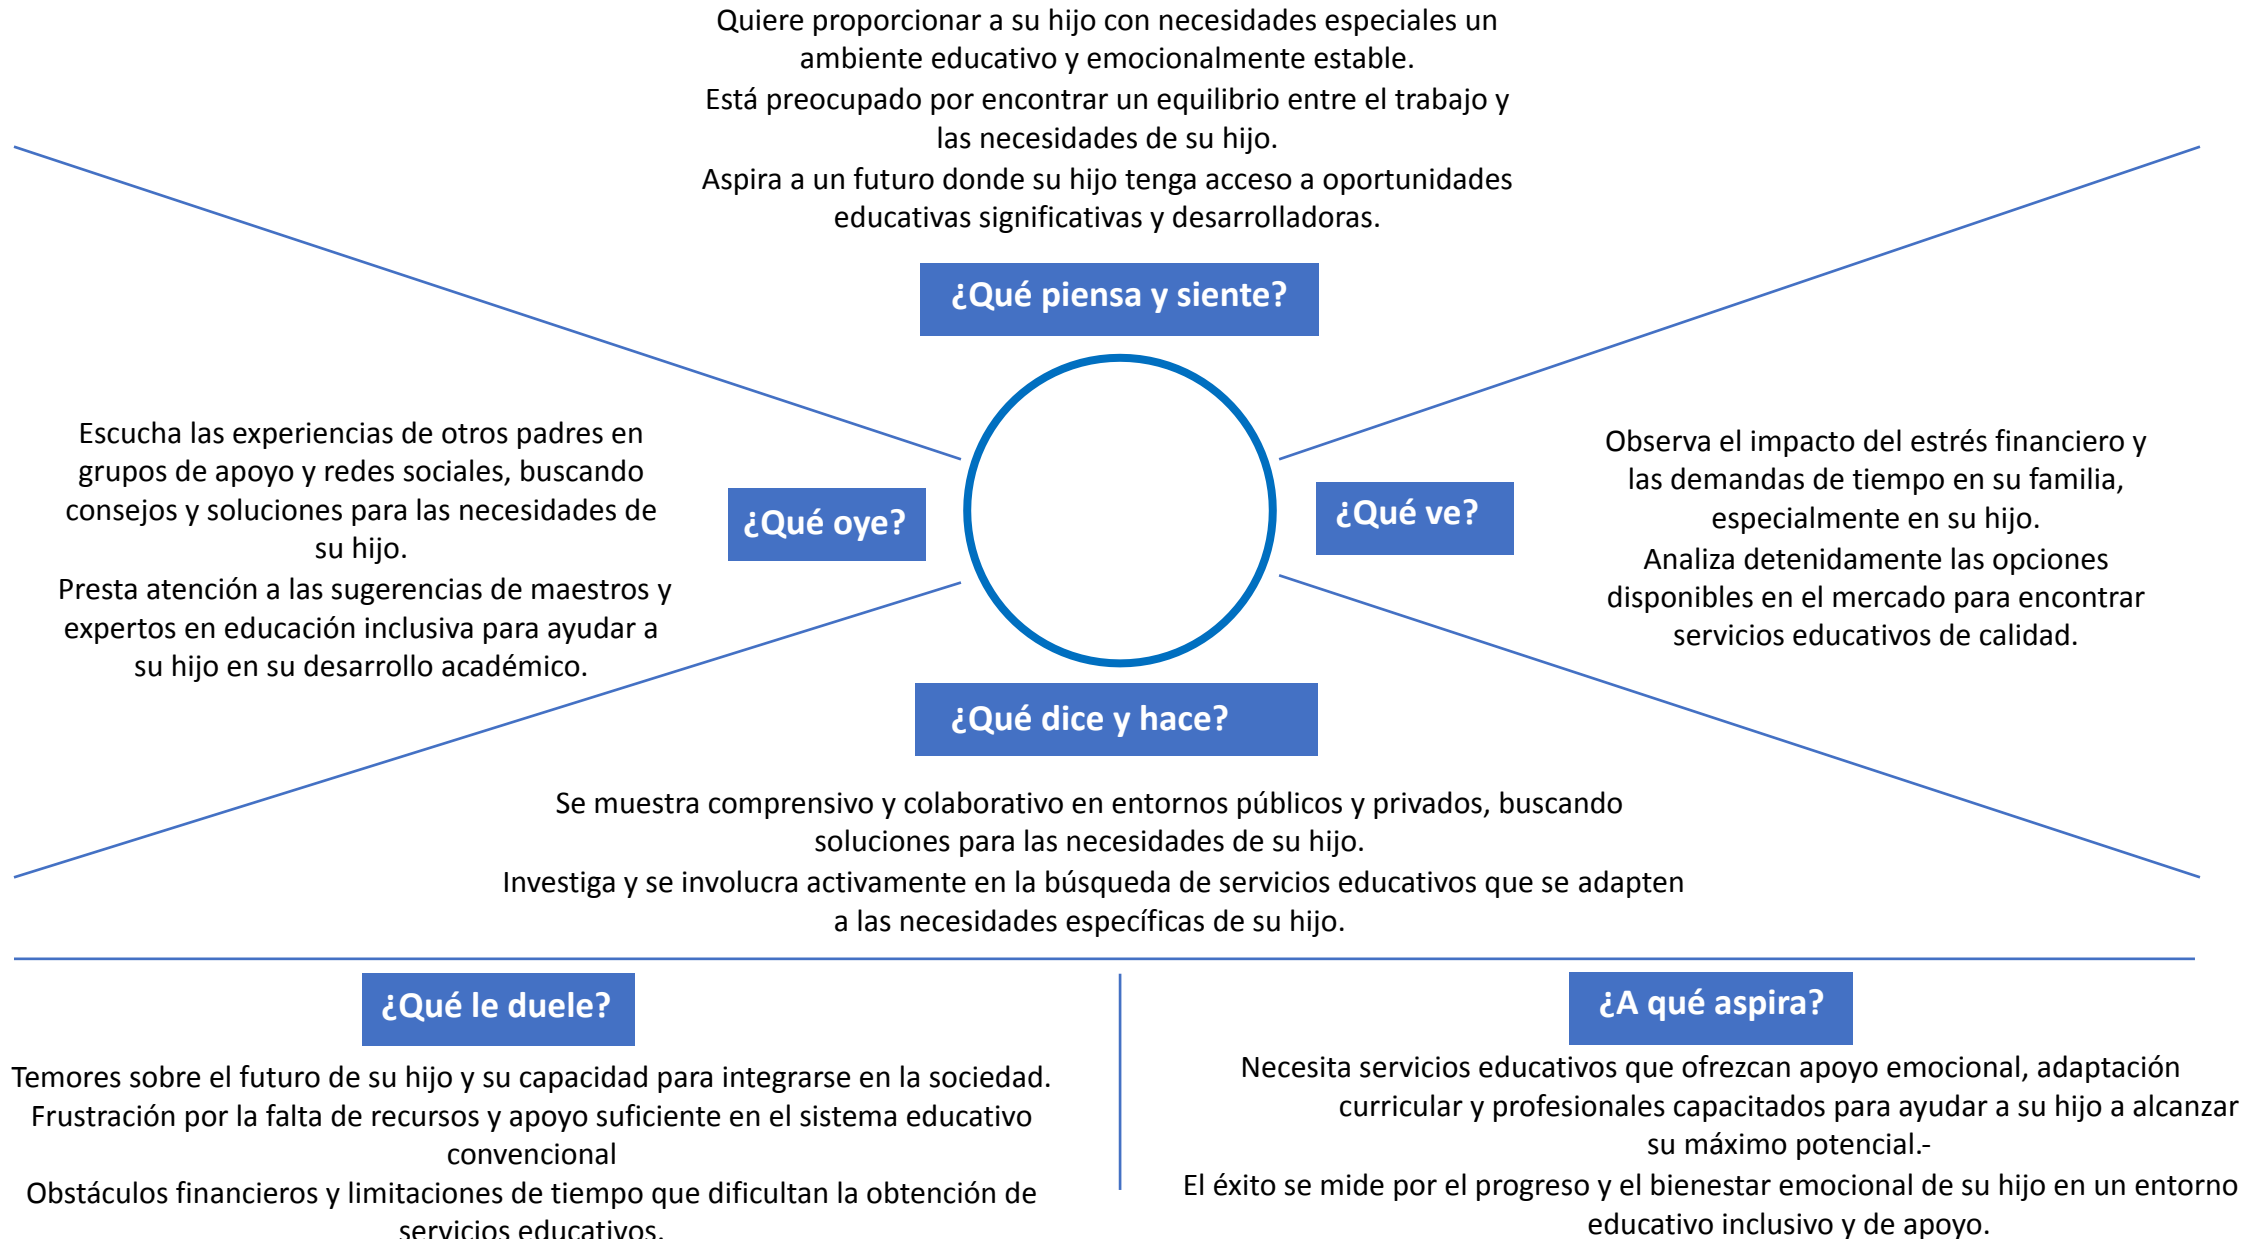 Quiere proporcionar a su hijo con necesidades especiales un
ambiente educativo y emocionalmente estable.
Está preocupado por encontrar un equilibrio entre el trabajo y
las necesidades de su hijo.
Aspira a un futuro donde su hijo tenga acceso a oportunidades
educativas significativas y desarrolladoras.
¿Qué piensa y siente?
Escucha las experiencias de otros padres en
grupos de apoyo y redes sociales, buscando
consejos y soluciones para las necesidades de
su hijo.
Presta atención a las sugerencias de maestros y
expertos en educación inclusiva para ayudar a
su hijo en su desarrollo académico.
¿Qué oye?
¿Qué ve?
Observa el impacto del estrés financiero y
las demandas de tiempo en su familia,
especialmente en su hijo.
Analiza detenidamente las opciones
disponibles en el mercado para encontrar
servicios educativos de calidad.
¿Qué dice y hace?
Se muestra comprensivo y colaborativo en entornos públicos y privados, buscando
soluciones para las necesidades de su hijo.
Investiga y se involucra activamente en la búsqueda de servicios educativos que se adapten
a las necesidades específicas de su hijo.
¿Qué le duele?
Temores sobre el futuro de su hijo y su capacidad para integrarse en la sociedad.
Frustración por la falta de recursos y apoyo suficiente en el sistema educativo
convencional
Obstáculos financieros y limitaciones de tiempo que dificultan la obtención de
servicios educativos.
¿A qué aspira?
Necesita servicios educativos que ofrezcan apoyo emocional, adaptación
curricular y profesionales capacitados para ayudar a su hijo a alcanzar
su máximo potencial.-
El éxito se mide por el progreso y el bienestar emocional de su hijo en un entorno
educativo inclusivo y de apoyo.